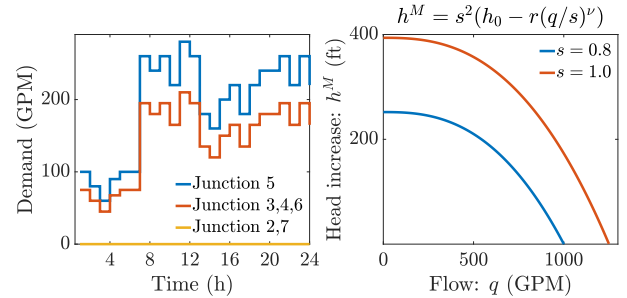 h^M = s^2(h_0 − r(q/s)^ν)
Demand (GPM)
200
100
0
Junction 5
Junction 3,4,6
Junction 2,7
4 8 12 16 20 24
Time (h)
Head increase: h^M (ft)
400
200
s = 0.8
s = 1.0
0 500 1000
Flow: q (GPM)